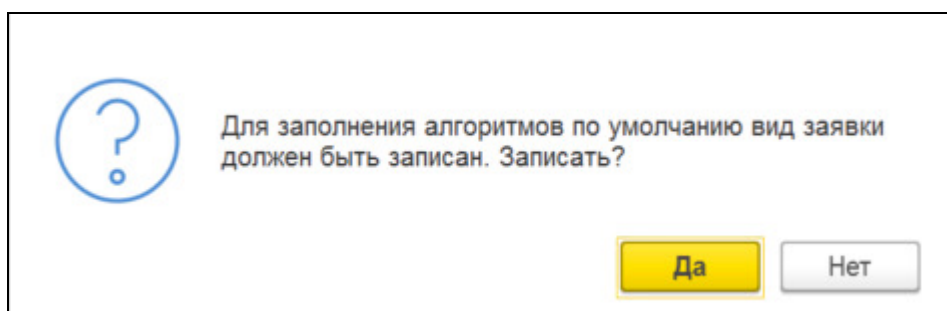 Для заполнения алгоритмов по умолчанию вид заявки
должен быть записан. Записать?
Да
Нет